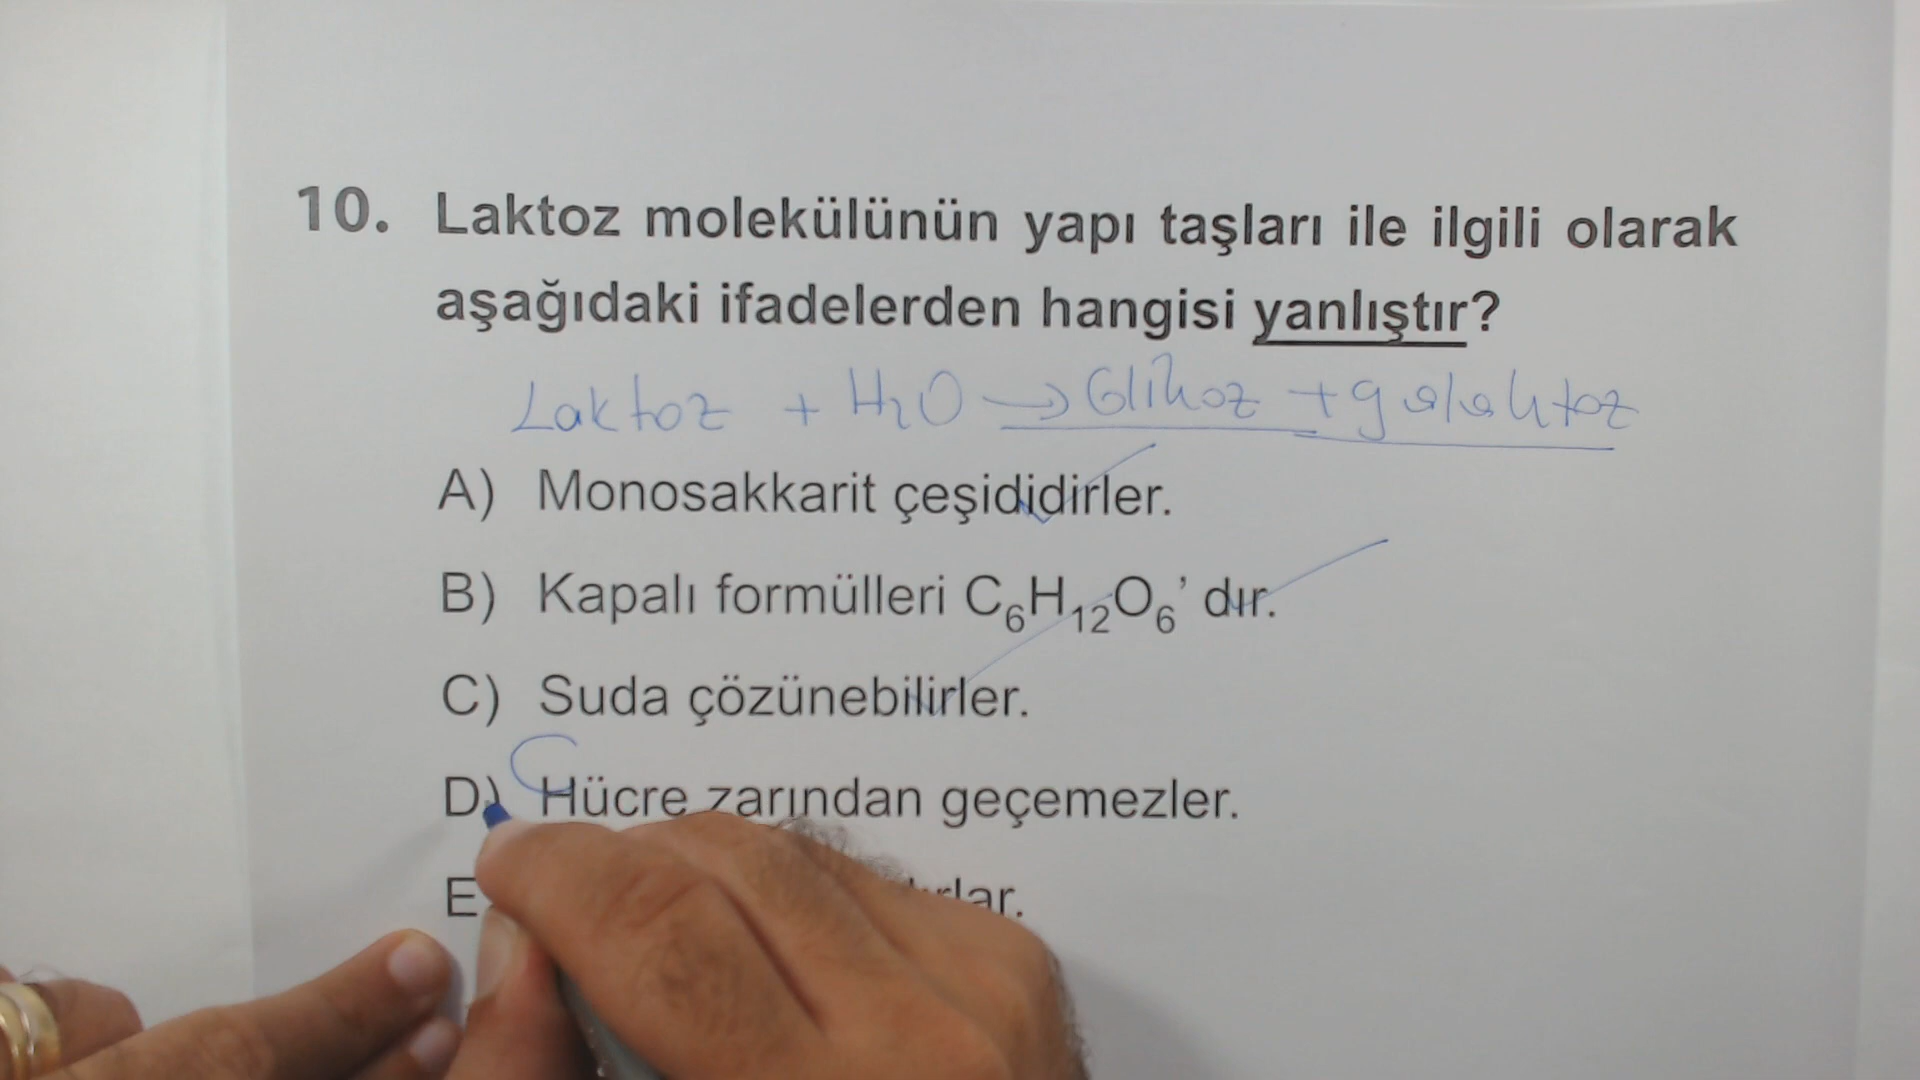 10. Laktoz molekülünün yapı taşları ile ilgili olarak
aşağıdaki ifadelerden hangisi yanlıştır?
Laktoz + H₂O → Glikoz + galaktoz
A) Monosakkarit çeşididirler.
B) Kapalı formülleri C₆H₁₂O₆’ dır.
C) Suda çözünebilirler.
D) Hücre zarından geçemezler.
E